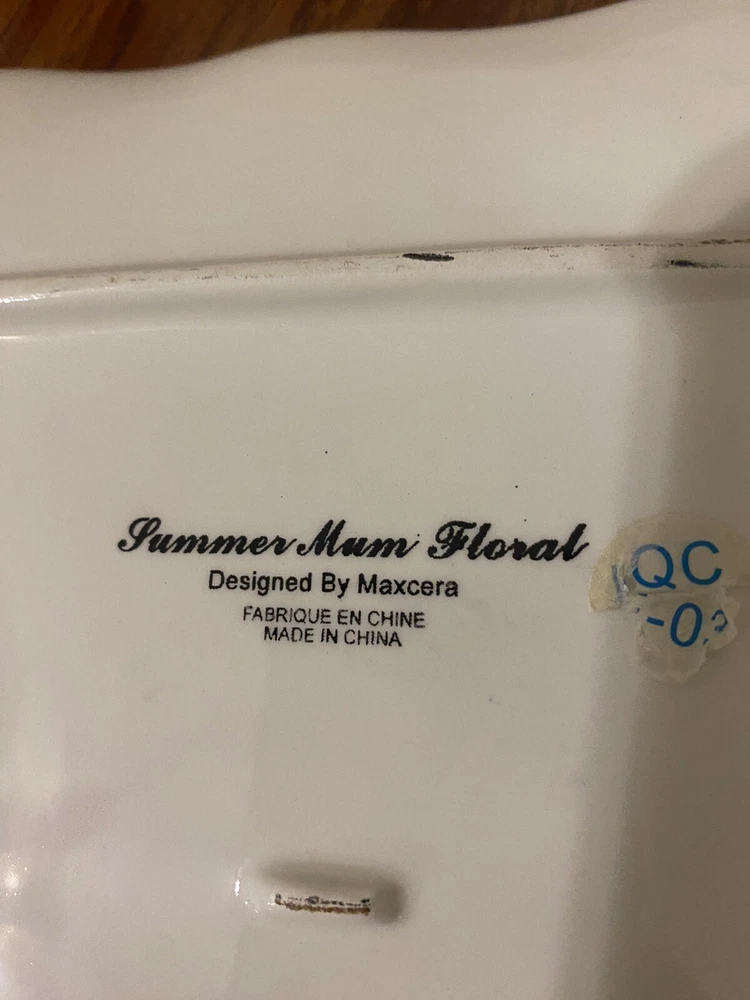 Summer Mum Floral
Designed By Maxcera
FABRIQUE EN CHINE
MADE IN CHINA
QC